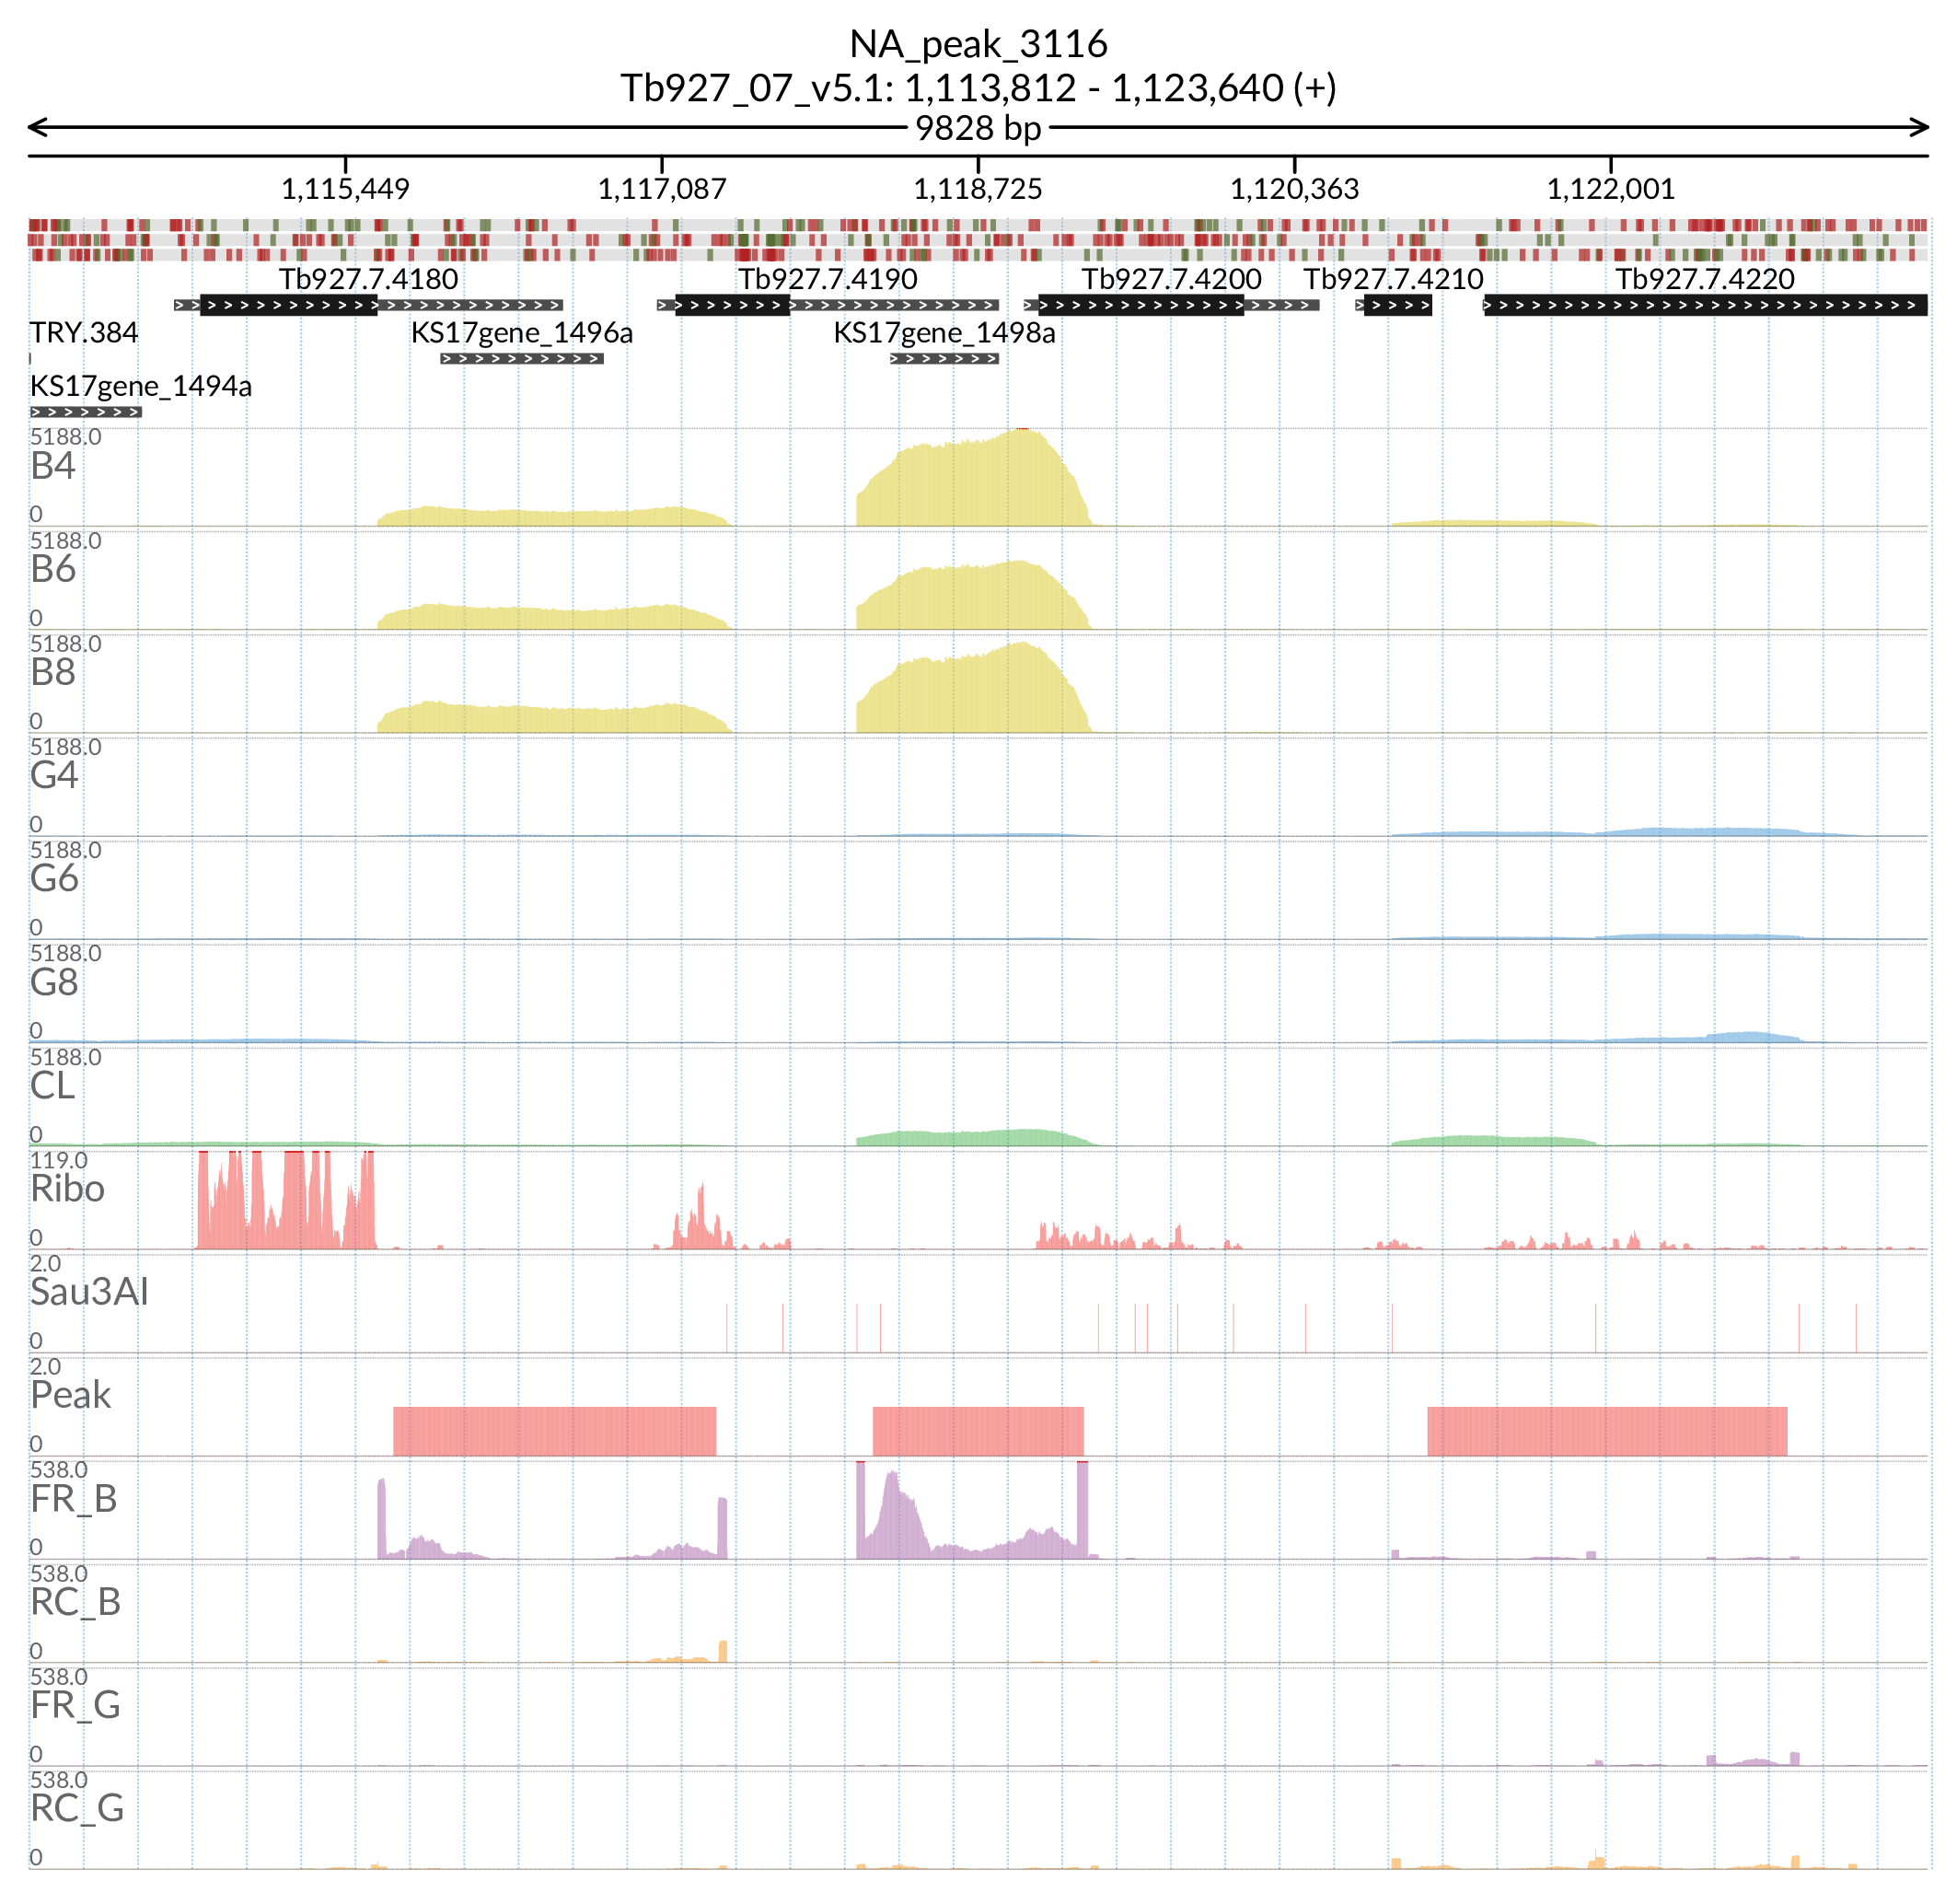 NA_peak_3116
Tb927_07_v5.1: 1,113,812 - 1,123,640 (+)
9828 bp
1,115,449 1,117,087 1,118,725 1,120,363 1,122,001
Tb927.7.4180 Tb927.7.4190 Tb927.7.4200 Tb927.7.4210 Tb927.7.4220
TRY.384 KS17gene_1496a KS17gene_1498a
KS17gene_1494a
5188.0
B4
0
5188.0
B6
0
5188.0
B8
0
5188.0
G4
0
5188.0
G6
0
5188.0
G8
0
5188.0
CL
0
119.0
Ribo
0
2.0
Sau3AI
0
2.0
Peak
0
538.0
FR_B
0
538.0
RC_B
0
538.0
FR_G
0
538.0
RC_G
0